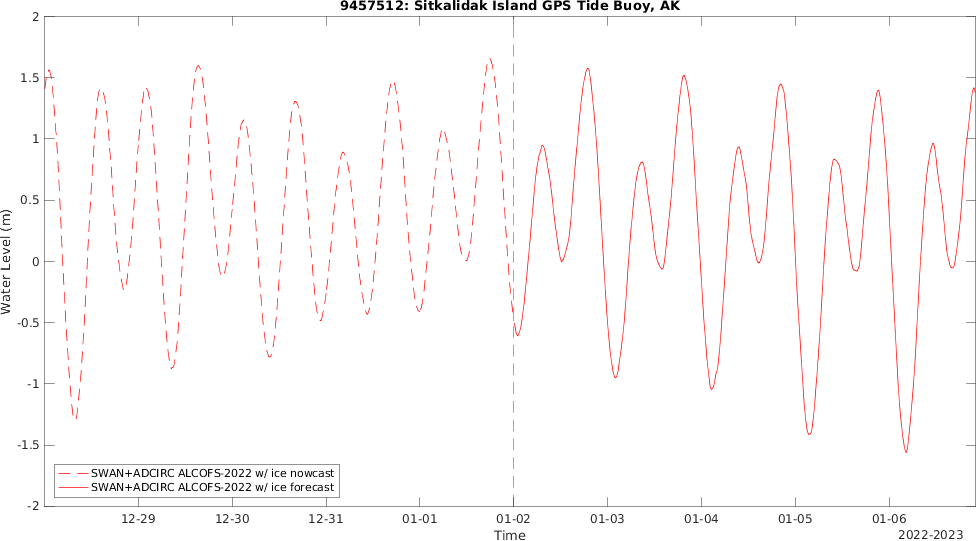 9457512: Sitkalidak Island GPS Tide Buoy, AK
2
1.5
1
0.5
0
-0.5
-1
-1.5
-2
Water Level (m)
SWAN+ADCIRC ALCOFS-2022 w/ ice nowcast
SWAN+ADCIRC ALCOFS-2022 w/ ice forecast
12-29 12-30 12-31 01-01 01-02 01-03 01-04 01-05 01-06
Time
2022-2023